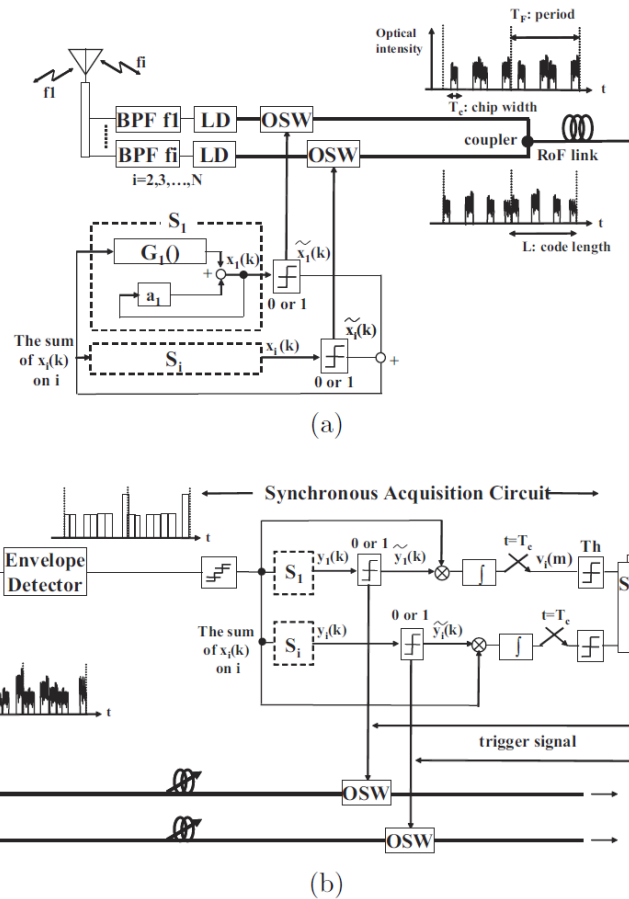 Optical
intensity
T_F: period
t
T_c: chip width
f1
fi
BPF f1
LD
OSW
coupler
RoF link
BPF fi
LD
OSW
i=2,3,…,N
t
L: code length
S_1
G_1()
x_1(k)
x̃_1(k)
+
a_1
0 or 1
The sum
of x_i(k)
on i
S_i
x_i(k)
x̃_i(k)
+
0 or 1
(a)
Synchronous Acquisition Circuit
t
Envelope
Detector
S_1
y_1(k)
0 or 1
ỹ_1(k)
∫
t=T_c
v_i(m)
Th
S
The sum
of x_i(k)
on i
S_i
y_i(k)
0 or 1
ỹ_i(k)
∫
t=T_c
t
trigger signal
OSW
OSW
(b)